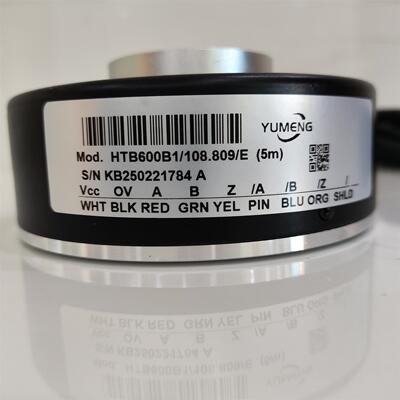 YUMENG
Mod. HTB600B1/108.809/E (5m)
S/N KB250221784 A
Vcc OV A B Z /A /B /Z /
WHT BLK RED GRN YEL PIN BLU ORG SHLD